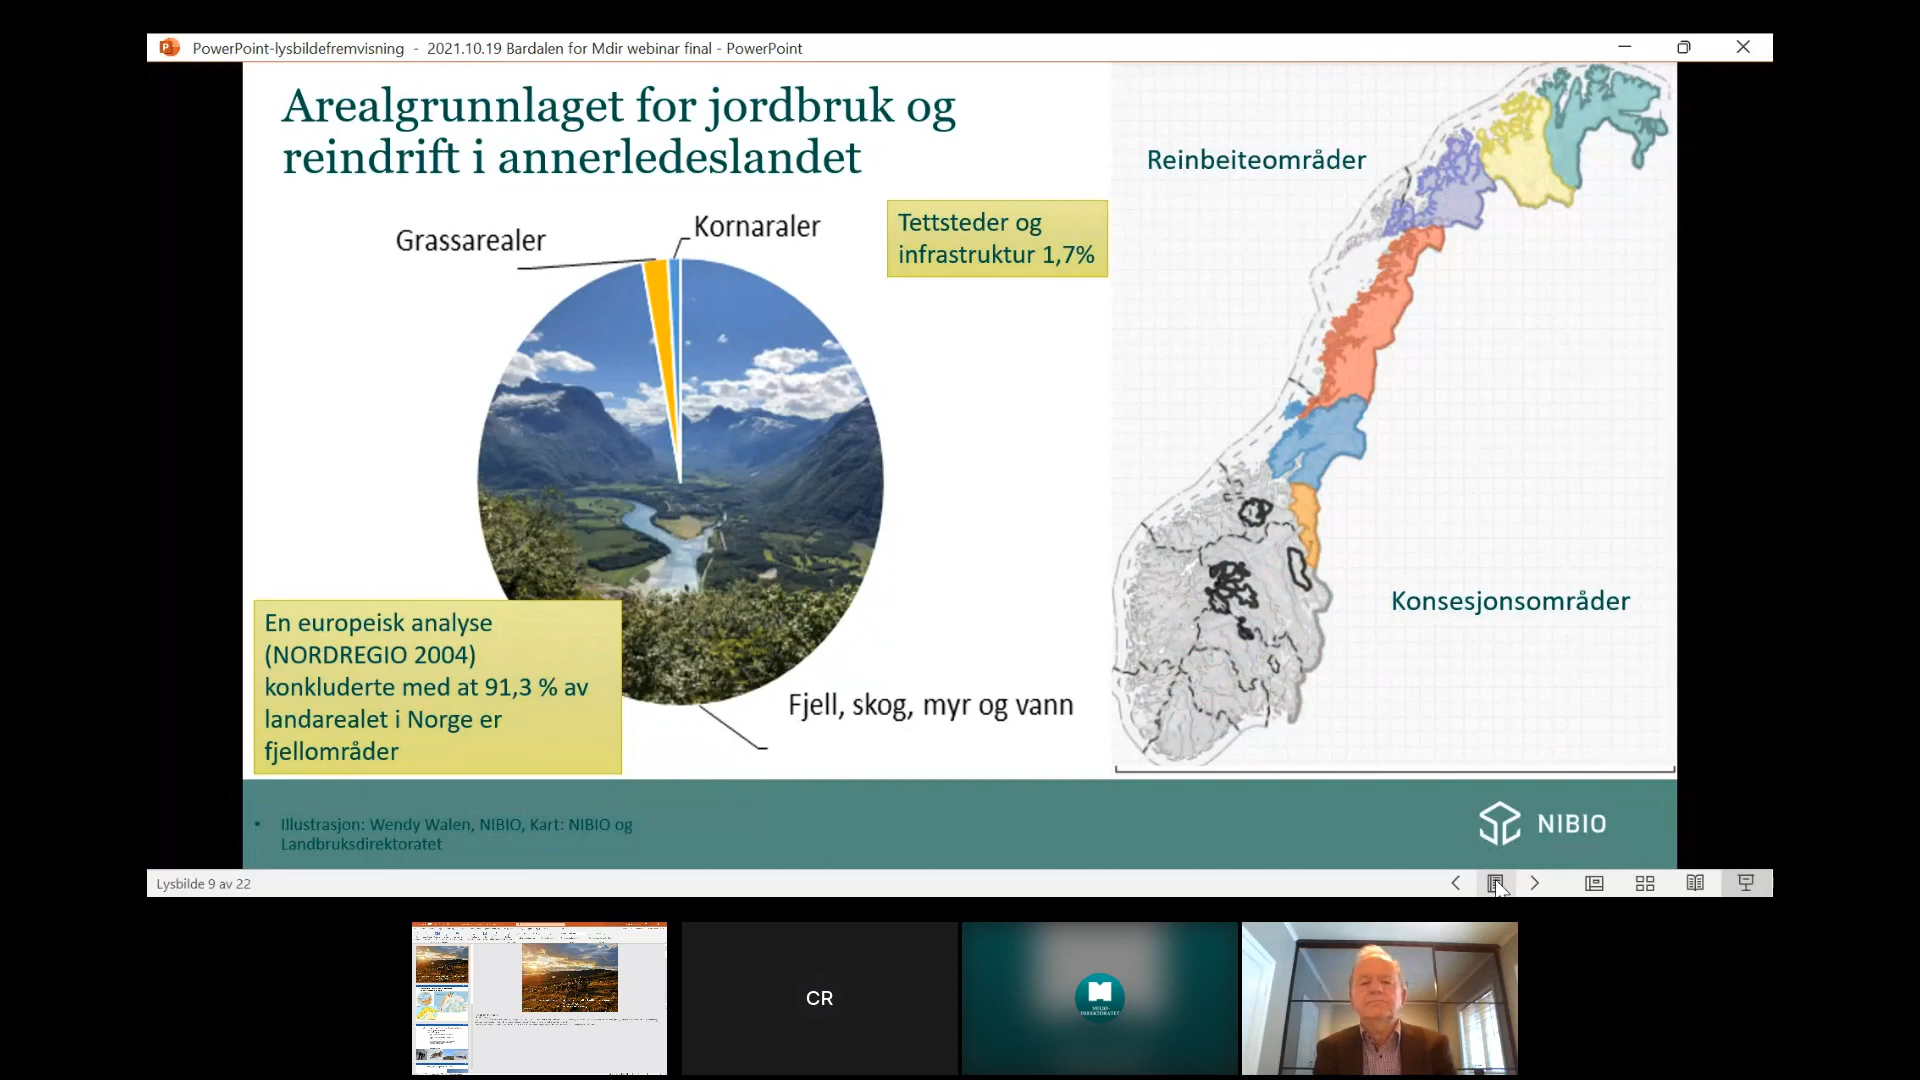 PowerPoint-lysbildefremvisning - 2021.10.19 Bardalen for Mdir webinar final - PowerPoint
Arealgrunnlaget for jordbruk og
reindrift i annerledeslandet
Grassarealer
Kornaraler
Tettsteder og
infrastruktur 1,7%
Reinbeiteområder
En europeisk analyse
(NORDREGIO 2004)
konkluderte med at 91,3 % av
landarealet i Norge er
fjellområder
Fjell, skog, myr og vann
Konsesjonsområder
• Illustrasjon: Wendy Walen, NIBIO, Kart: NIBIO og
Landbruksdirektoratet
NIBIO
Lysbilde 9 av 22
CR